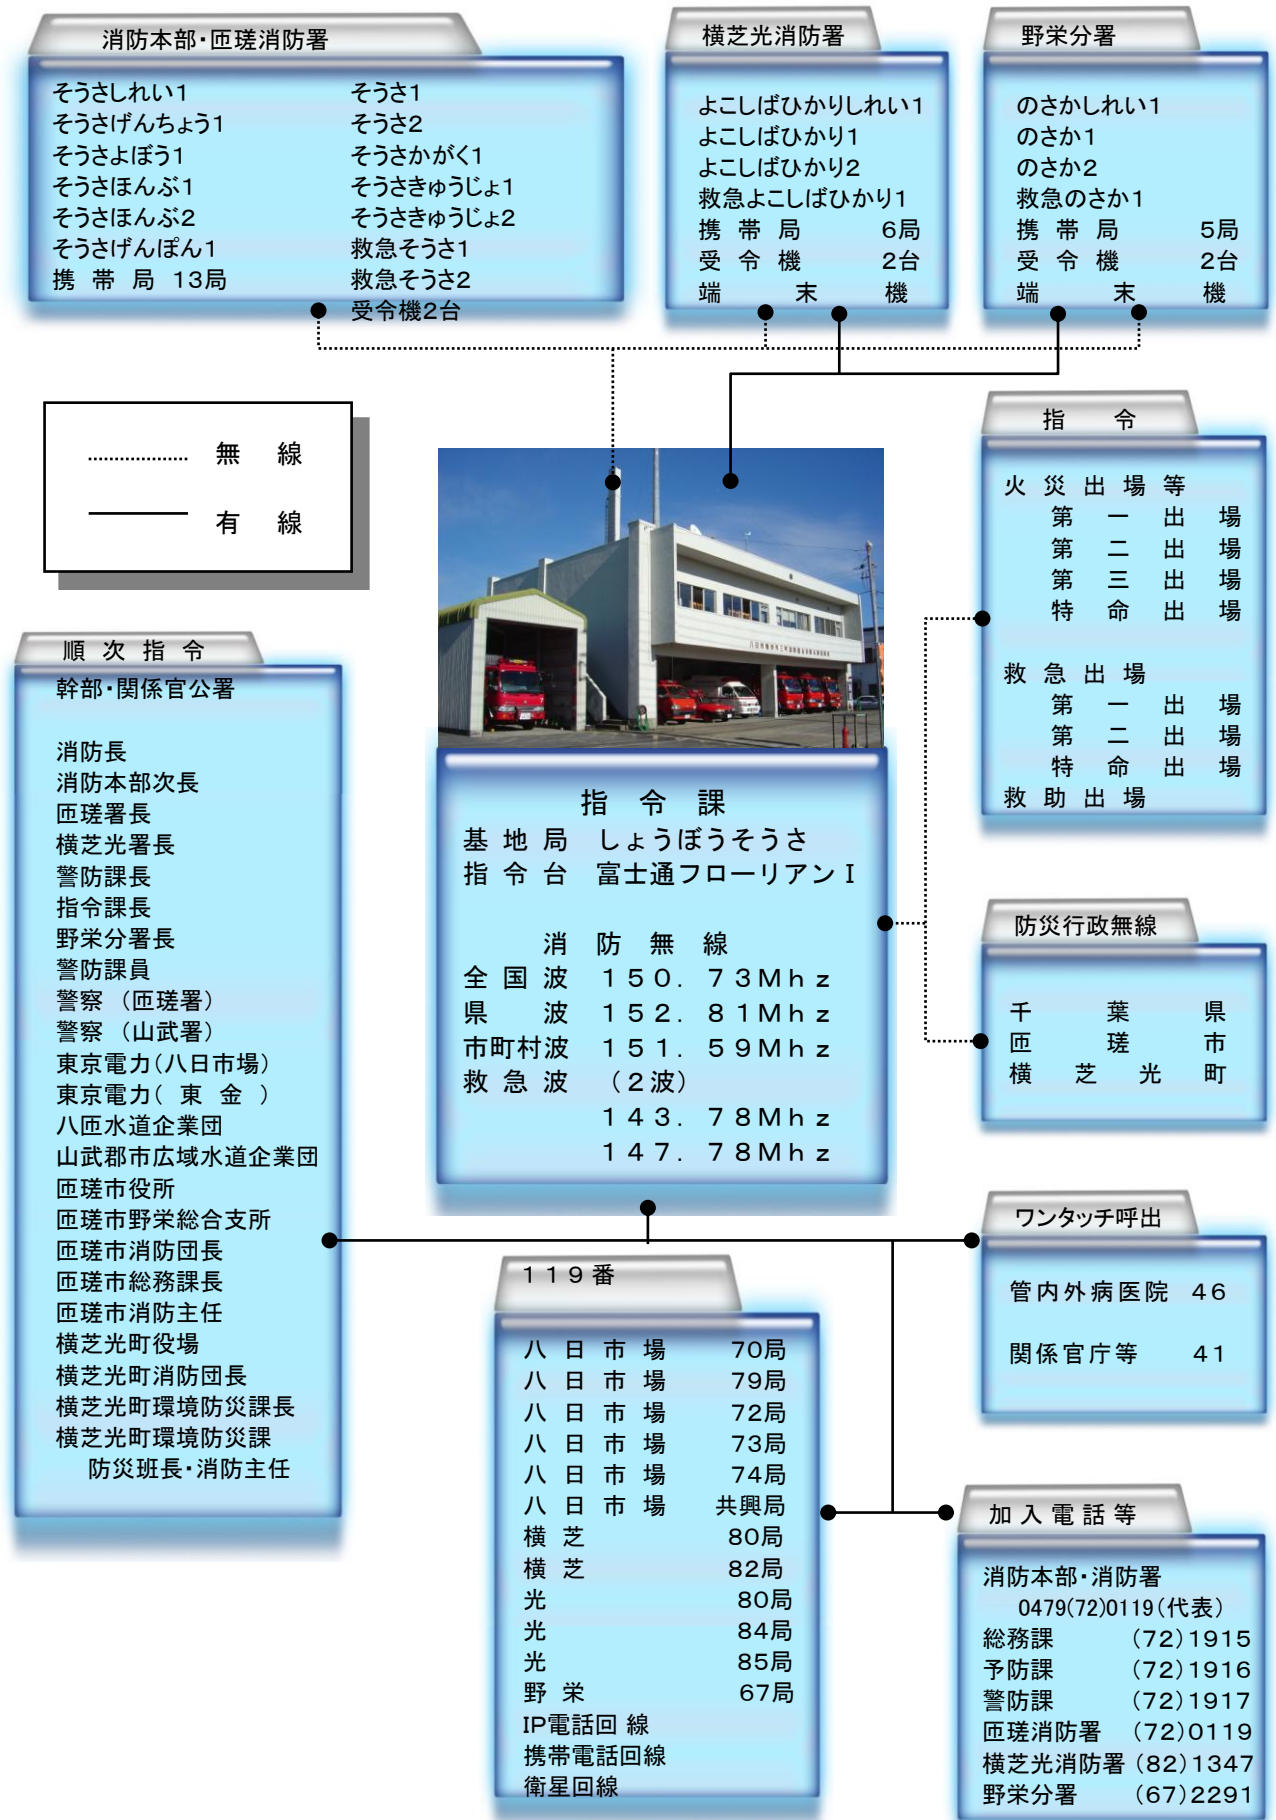 消防本部・匝瑳消防署
そうさしれい1 そうさ1
そうさげんちょう1 そうさ2
そうさよぼう1 そうさかがく1
そうさほんぶ1 そうさきゅうじょ1
そうさほんぶ2 そうさきゅうじょ2
そうさげんぽん1 救急そうさ1
携帯局 13局 救急そうさ2
受令機2台
横芝光消防署
よこしばひかりしれい1
よこしばひかり1
よこしばひかり2
救急よこしばひかり1
携帯局 6局
受令機 2台
端末機
野栄分署
のさかしれい1
のさか1
のさか2
救急のさか1
携帯局 5局
受令機 2台
端末機
無線
有線
指令
火災出場等
第一出場
第二出場
第三出場
特命出場
救急出場
第一出場
第二出場
特命出場
救助出場
順次指令
幹部・関係官公署
消防長
消防本部次長
匝瑳署長
横芝光署長
警防課長
指令課長
野栄分署長
警防課員
警察(匝瑳署)
警察(山武署)
東京電力(八日市場)
東京電力(東金)
八匝水道企業団
山武郡市広域水道企業団
匝瑳市役所
匝瑳市野栄総合支所
匝瑳市消防団長
匝瑳市総務課長
匝瑳市消防主任
横芝光町役場
横芝光町消防団長
横芝光町環境防災課長
横芝光町環境防災課
防災班長・消防主任
指令課
基地局 しょうぼうそうさ
指令台 富士通フローリアンⅠ
消防無線
全国波 150.73Mhz
県波 152.81Mhz
市町村波 151.59Mhz
救急波 (2波)
143.78Mhz
147.78Mhz
防災行政無線
千葉県
匝瑳市
横芝光町
ワンタッチ呼出
管内外病医院 46
関係官庁等 41
119番
八日市場 70局
八日市場 79局
八日市場 72局
八日市場 73局
八日市場 74局
八日市場 共興局
横芝 80局
横芝 82局
光 80局
光 84局
光 85局
野栄 67局
IP電話回線
携帯電話回線
衛星回線
加入電話等
消防本部・消防署
0479(72)0119(代表)
総務課 (72)1915
予防課 (72)1916
警防課 (72)1917
匝瑳消防署 (72)0119
横芝光消防署 (82)1347
野栄分署 (67)2291